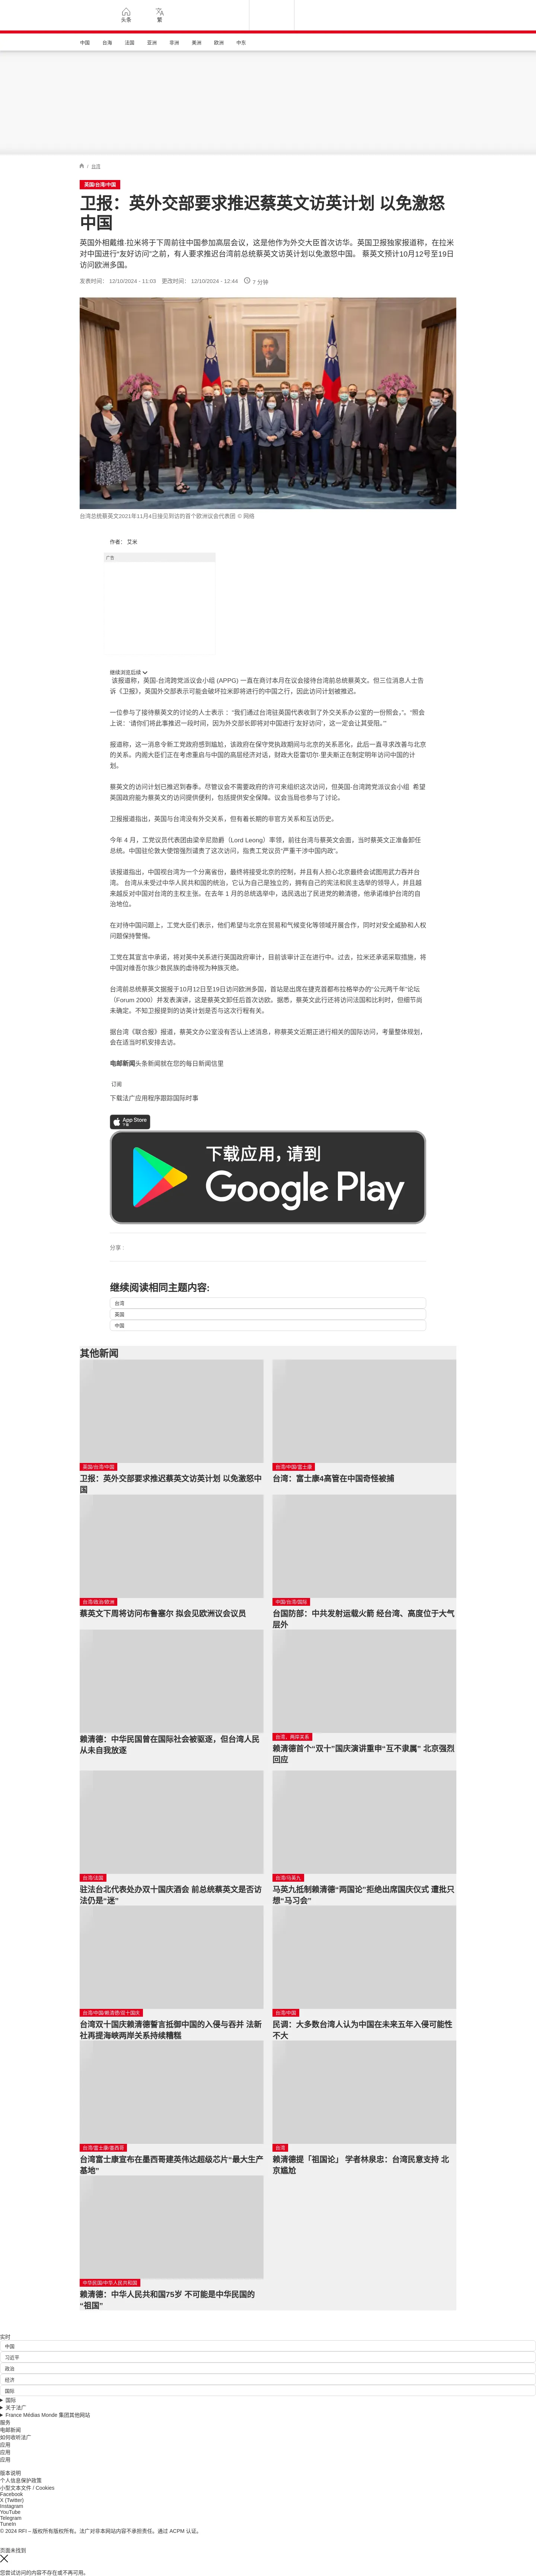 头条
繁
中国
台海
法国
亚洲
非洲
美洲
欧洲
中东
/ 台湾
英国/台湾/中国
卫报：英外交部要求推迟蔡英文访英计划 以免激怒
中国
英国外相戴维·拉米将于下周前往中国参加高层会议，这是他作为外交大臣首次访华。英国卫报独家报道称，在拉米
对中国进行“友好访问”之前，有人要求推迟台湾前总统蔡英文访英计划以免激怒中国。 蔡英文预计10月12号至19日
访问欧洲多国。
发表时间： 12/10/2024 - 11:03 更改时间： 12/10/2024 - 12:44 7 分钟
台湾总统蔡英文2021年11月4日接见到访的首个欧洲议会代表团 © 网络
作者： 艾米
广告
继续浏览后续
该报道称，英国-台湾跨党派议会小组 (APPG) 一直在商讨本月在议会接待台湾前总统蔡英文。但三位消息人士告
诉《卫报》，英国外交部表示可能会破坏拉米即将进行的中国之行，因此访问计划被推迟。
一位参与了接待蔡英文的讨论的人士表示 ：“我们通过台湾驻英国代表收到了外交关系办公室的一份照会，”。“照会
上说：‘请你们将此事推迟一段时间，因为外交部长即将对中国进行’友好访问‘，这一定会让其受阻。’”
报道称，这一消息令新工党政府感到尴尬，该政府在保守党执政期间与北京的关系恶化，此后一直寻求改善与北京
的关系。内阁大臣们正在考虑重启与中国的高层经济对话，财政大臣雷切尔·里夫斯正在制定明年访问中国的计
划。
蔡英文的访问计划已推迟到春季。尽管议会不需要政府的许可来组织这次访问，但英国-台湾跨党派议会小组 希望
英国政府能为蔡英文的访问提供便利，包括提供安全保障。议会当局也参与了讨论。
卫报报道指出，英国与台湾没有外交关系，但有着长期的非官方关系和互访历史。
今年 4 月，工党议员代表团由梁辛尼勋爵（Lord Leong）率领，前往台湾与蔡英文会面，当时蔡英文正准备卸任
总统。中国驻伦敦大使馆强烈谴责了这次访问，指责工党议员“严重干涉中国内政”。
该报道指出，中国视台湾为一个分离省份，最终将接受北京的控制，并且有人担心北京最终会试图用武力吞并台
湾。 台湾从未受过中华人民共和国的统治，它认为自己是独立的，拥有自己的宪法和民主选举的领导人，并且越
来越反对中国对台湾的主权主张。在去年 1 月的总统选举中，选民选出了民进党的赖清德，他承诺维护台湾的自
治地位。
在对待中国问题上，工党大臣们表示，他们希望与北京在贸易和气候变化等领域开展合作，同时对安全威胁和人权
问题保持警惕。
工党在其宣言中承诺，将对英中关系进行英国政府审计，目前该审计正在进行中。过去，拉米还承诺采取措施，将
中国对维吾尔族少数民族的虐待视为种族灭绝。
台湾前总统蔡英文据报于10月12日至19日访问欧洲多国，首站是出席在捷克首都布拉格举办的“公元两千年”论坛
（Forum 2000）并发表演讲，这是蔡英文卸任后首次访欧。据悉，蔡英文此行还将访问法国和比利时，但细节尚
未确定。不知卫报提到的访英计划是否与这次行程有关。
据台湾《联合报》报道，蔡英文办公室没有否认上述消息，称蔡英文近期正进行相关的国际访问，考量整体规划，
会在适当时机安排去访。
电邮新闻头条新闻就在您的每日新闻信里
订阅
下载法广应用程序跟踪国际时事
App Store
下载
下载应用，请到
Google Play
分享 :
继续阅读相同主题内容:
台湾
英国
中国
其他新闻
英国/台湾/中国
卫报：英外交部要求推迟蔡英文访英计划 以免激怒中
国
台湾/中国/富士康
台湾：富士康4高管在中国奇怪被捕
台湾/政治/欧洲
蔡英文下周将访问布鲁塞尔 拟会见欧洲议会议员
中国/台湾/国际
台国防部：中共发射运载火箭 经台湾、高度位于大气
层外
赖清德：中华民国曾在国际社会被驱逐，但台湾人民
从未自我放逐
台湾，两岸关系
赖清德首个“双十”国庆演讲重申“互不隶属” 北京强烈
回应
台湾/法国
驻法台北代表处办双十国庆酒会 前总统蔡英文是否访
法仍是“迷”
台湾/马英九
马英九抵制赖清德“两国论”拒绝出席国庆仪式 遭批只
想“马习会”
台湾/中国/赖清德/双十国庆
台湾双十国庆赖清德誓言抵御中国的入侵与吞并 法新
社再提海峡两岸关系持续糟糕
台湾/中国
民调：大多数台湾人认为中国在未来五年入侵可能性
不大
台湾/富士康/墨西哥
台湾富士康宣布在墨西哥建英伟达超级芯片“最大生产
基地”
台湾
赖清德提「祖国论」 学者林泉忠：台湾民意支持 北
京尴尬
中华民国/中华人民共和国
赖清德：中华人民共和国75岁 不可能是中华民国的
“祖国”
实时
中国
习近平
政治
经济
国际
国际
关于法广
France Médias Monde 集团其他网站
服务
电邮新闻
如何收听法广
应用
应用
应用
版本说明
个人信息保护政策
小型文本文件 / Cookies
Facebook
X (Twitter)
Instagram
YouTube
Telegram
TuneIn
© 2024 RFI – 版权所有版权所有。法广对非本网站内容不承担责任。通过 ACPM 认证。
页面未找到
您尝试访问的内容不存在或不再可用。